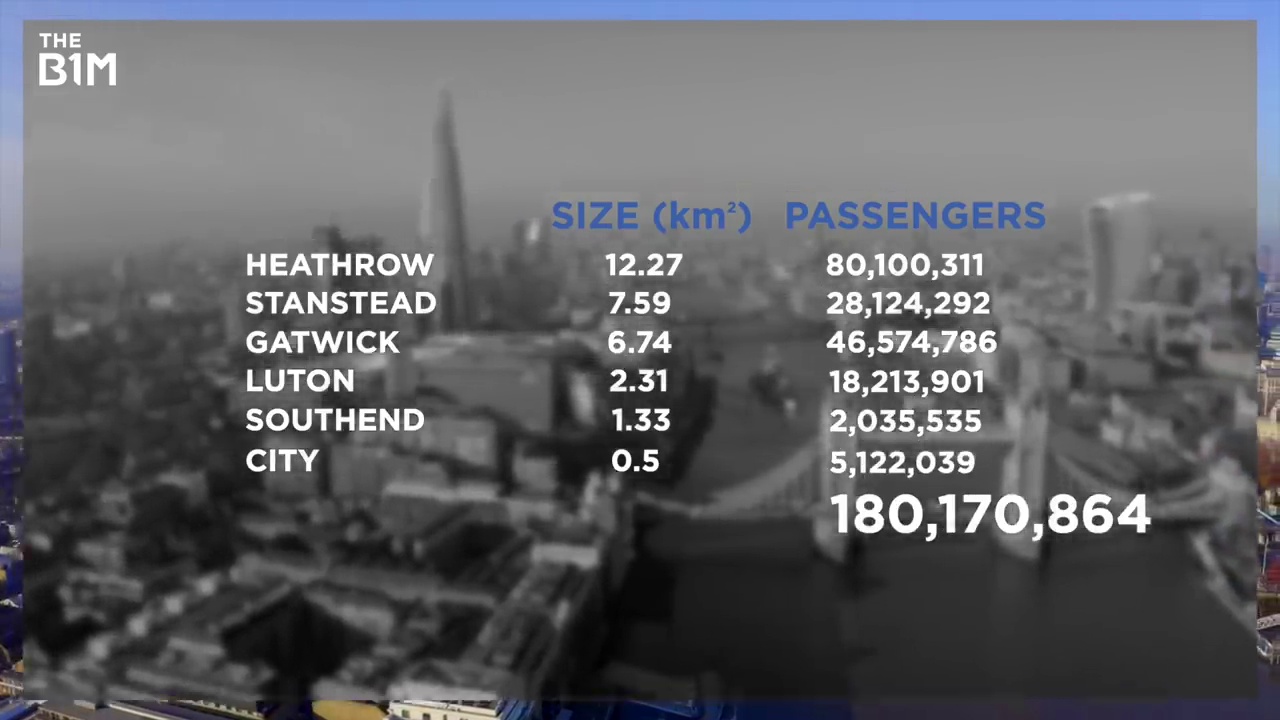 THE
B1M
SIZE (km²) PASSENGERS
HEATHROW 12.27 80,100,311
STANSTEAD 7.59 28,124,292
GATWICK 6.74 46,574,786
LUTON 2.31 18,213,901
SOUTHEND 1.33 2,035,535
CITY 0.5 5,122,039
180,170,864